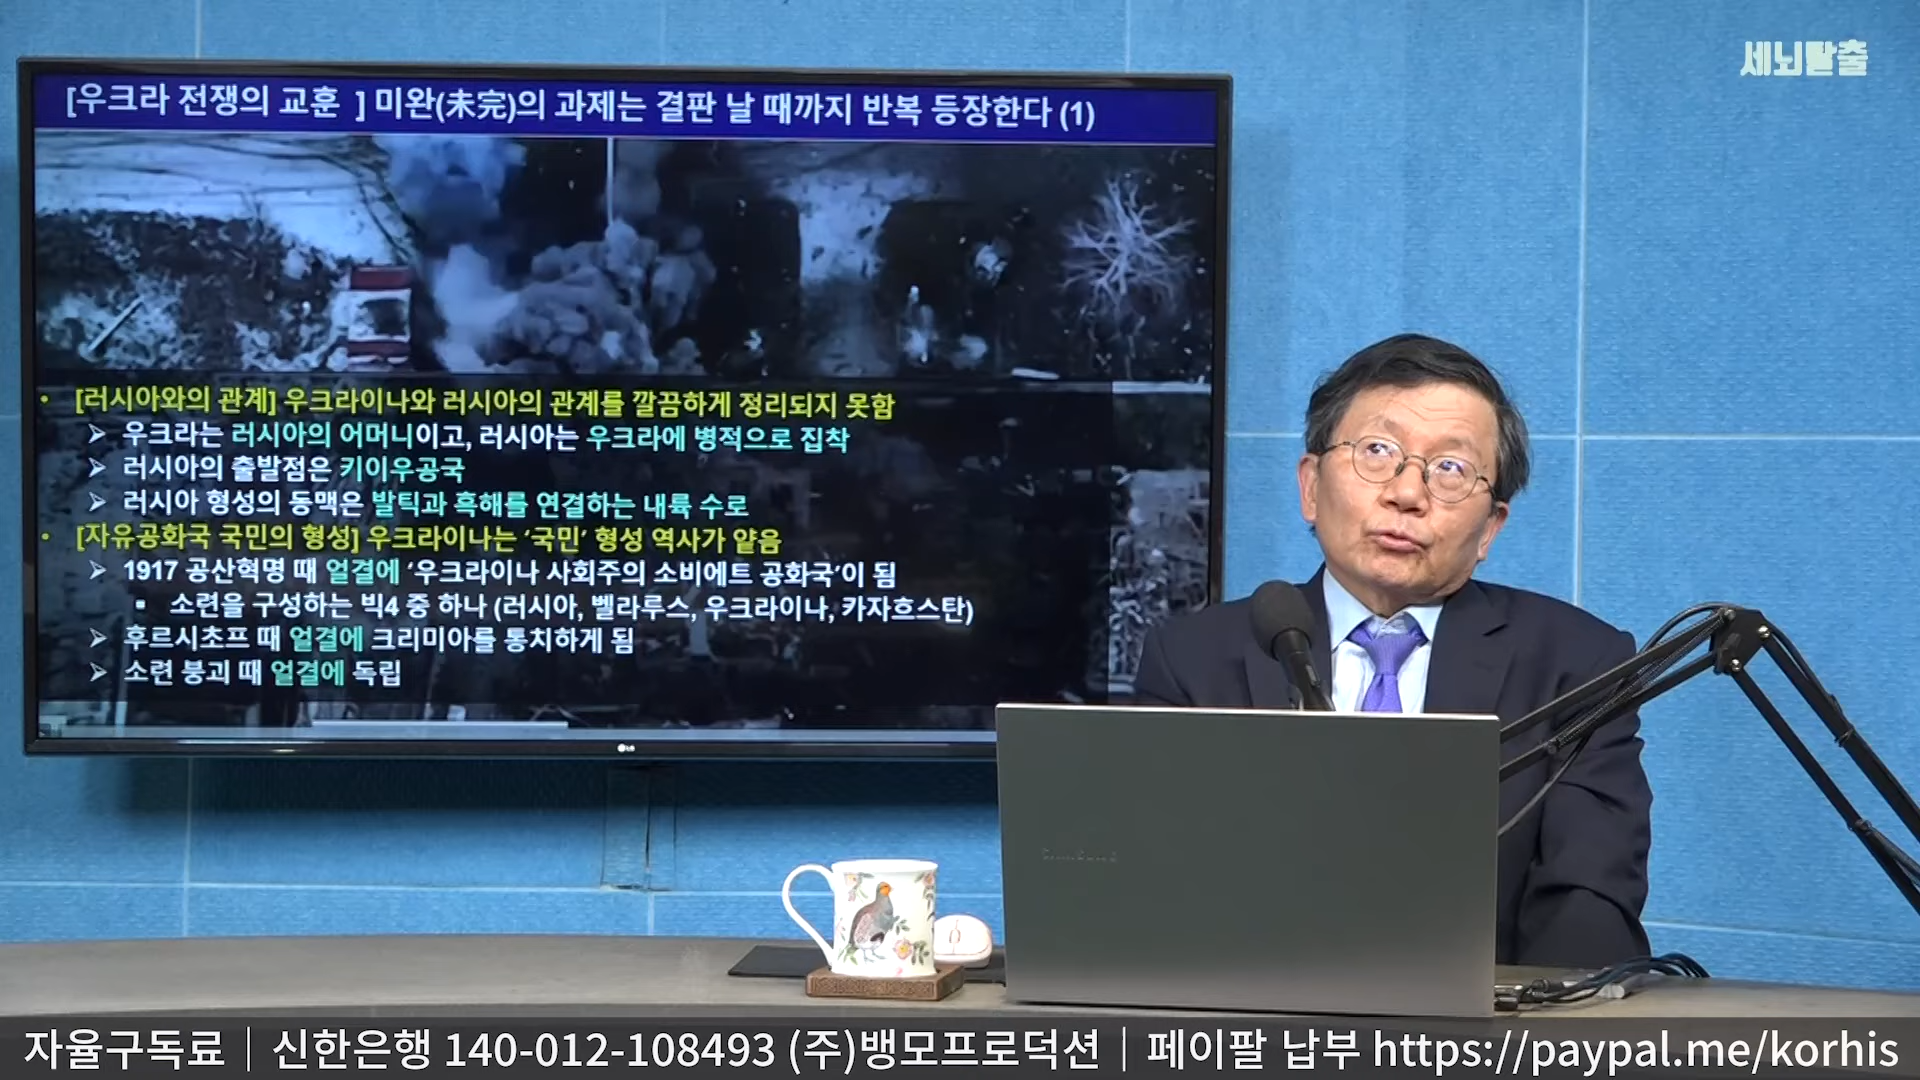 세뇌탈출
[우크라 전쟁의 교훈 ] 미완(未完)의 과제는 결판 날 때까지 반복 등장한다 (1)
• [러시아와의 관계] 우크라이나와 러시아의 관계를 깔끔하게 정리되지 못함
➢ 우크라는 러시아의 어머니이고, 러시아는 우크라에 병적으로 집착
➢ 러시아의 출발점은 키이우공국
➢ 러시아 형성의 동맥은 발틱과 흑해를 연결하는 내륙 수로
• [자유공화국 국민의 형성] 우크라이나는 ‘국민’ 형성 역사가 얕음
➢ 1917 공산혁명 때 얼결에 ‘우크라이나 사회주의 소비에트 공화국’이 됨
▪ 소련을 구성하는 빅4 중 하나 (러시아, 벨라루스, 우크라이나, 카자흐스탄)
➢ 후르시초프 때 얼결에 크리미아를 통치하게 됨
➢ 소련 붕괴 때 얼결에 독립
LG
SAMSUNG
자율구독료｜신한은행 140-012-108493 (주)뱅모프로덕션｜페이팔 납부 https://paypal.me/korhis